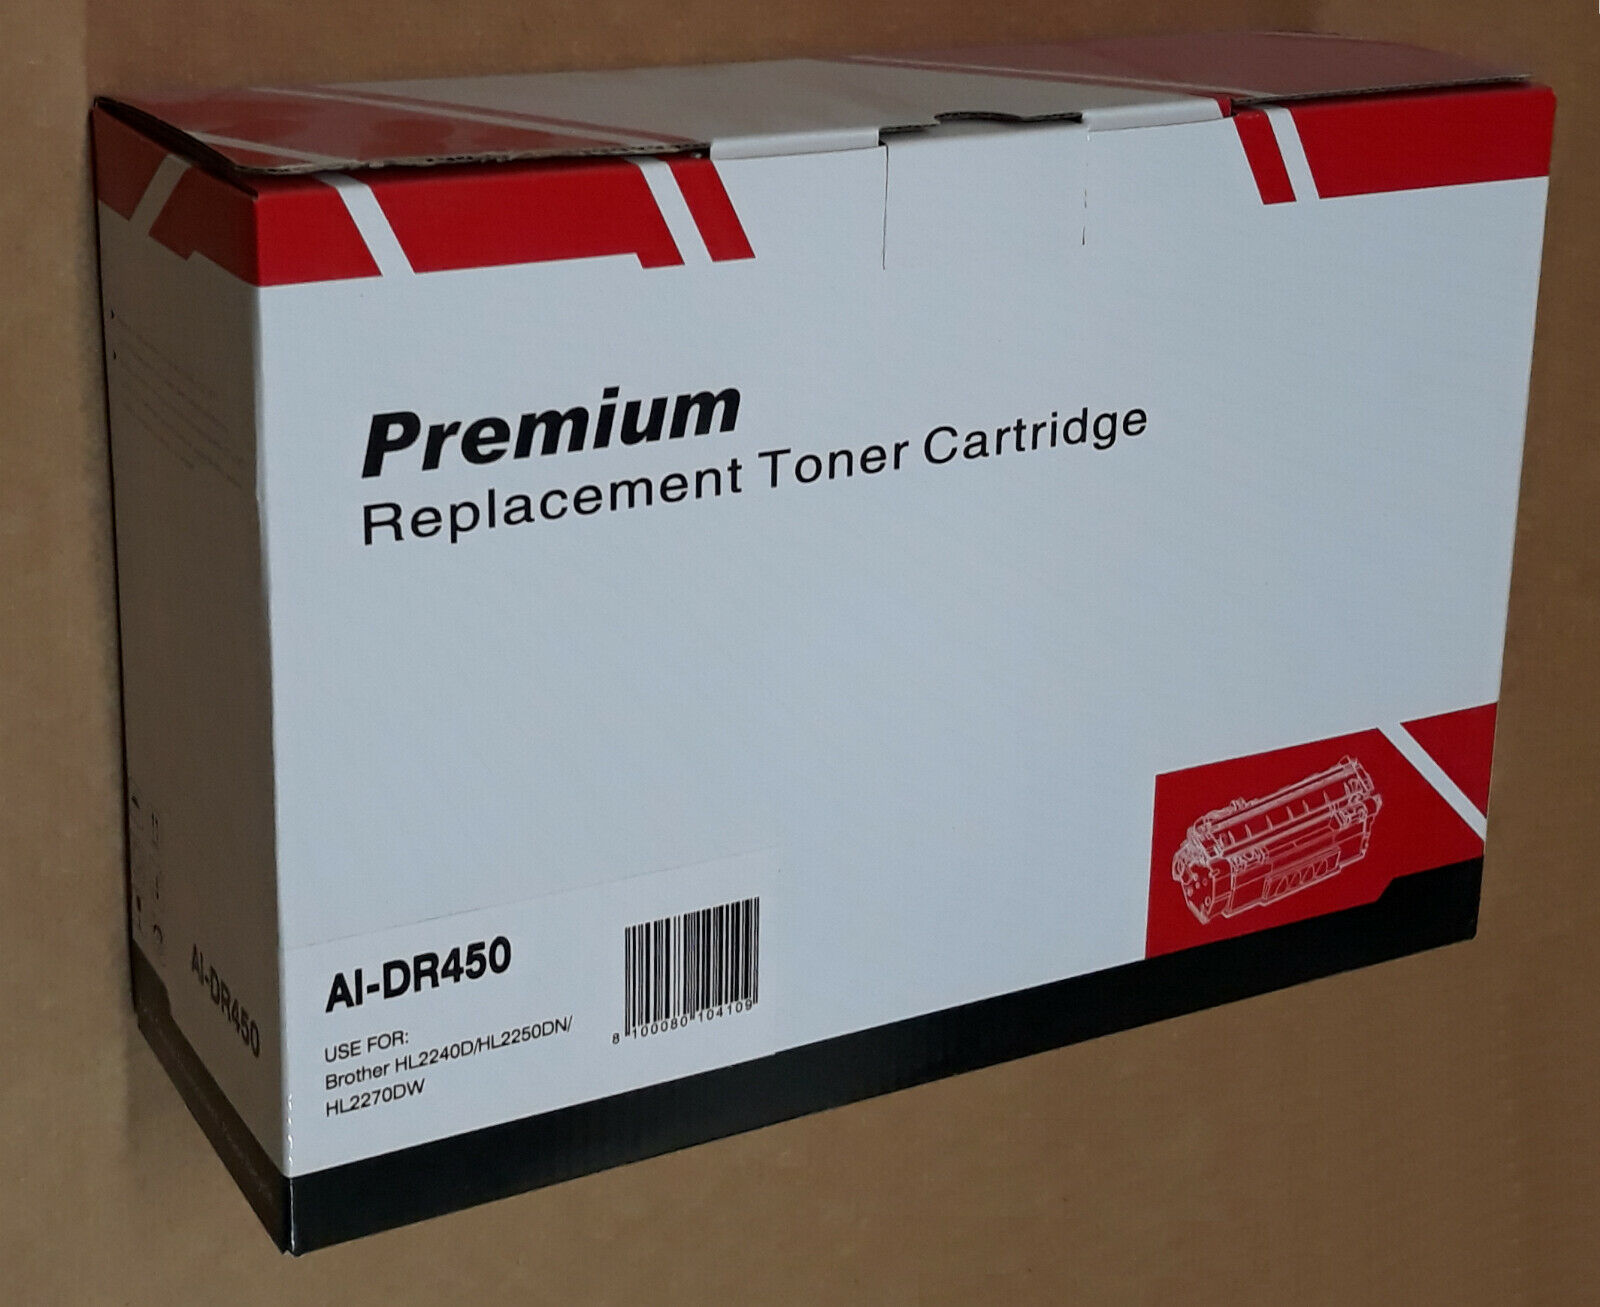 Premium
Replacement Toner Cartridge
AI-DR450
USE FOR:
Brother HL2240D/HL2250DN/
HL2270DW
8 100080 104109
AI-DR450